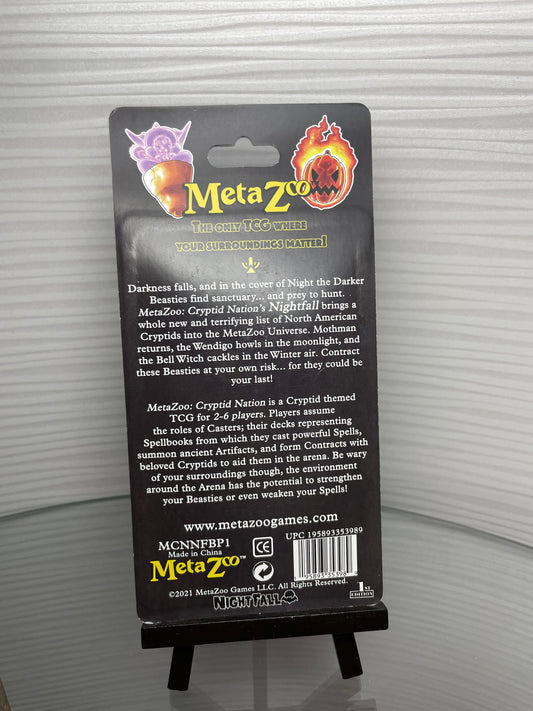 MetaZoo
The only TCG where
your surroundings matter!
Darkness falls, and in the cover of Night the Darker
Beasties find sanctuary... and prey to hunt.
MetaZoo: Cryptid Nation's Nightfall brings a
whole new and terrifying list of North American
Cryptids into the MetaZoo Universe. Mothman
returns, the Wendigo howls in the moonlight, and
the Bell Witch cackles in the Winter air. Contract
these Beasties at your own risk... for they could be
your last!
MetaZoo: Cryptid Nation is a Cryptid themed
TCG for 2-6 players. Players assume
the roles of Casters; their decks representing
Spellbooks from which they cast powerful Spells,
summon ancient Artifacts, and form Contracts with
beloved Cryptids to aid them in the arena. Be wary
of your surroundings though, the environment
around the Arena has the potential to strengthen
your Beasties or even weaken your Spells!
www.metazoogames.com
MCNNFBP1
Made in China
UPC 195893353989
CE
MetaZoo™
©2021 MetaZoo Games LLC. All Rights Reserved.
Nightfall
1st
Edition